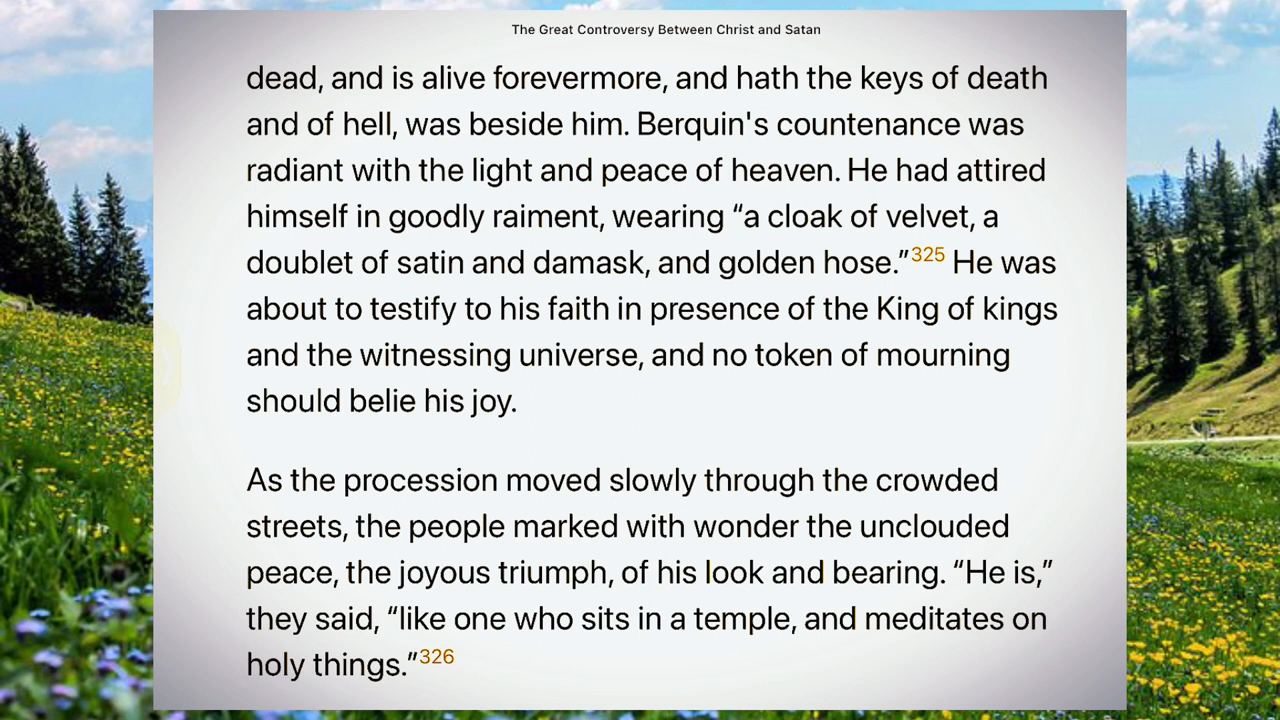 The Great Controversy Between Christ and Satan
dead, and is alive forevermore, and hath the keys of death
and of hell, was beside him. Berquin's countenance was
radiant with the light and peace of heaven. He had attired
himself in goodly raiment, wearing “a cloak of velvet, a
doublet of satin and damask, and golden hose.”325 He was
about to testify to his faith in presence of the King of kings
and the witnessing universe, and no token of mourning
should belie his joy.
As the procession moved slowly through the crowded
streets, the people marked with wonder the unclouded
peace, the joyous triumph, of his look and bearing. “He is,”
they said, “like one who sits in a temple, and meditates on
holy things.”326